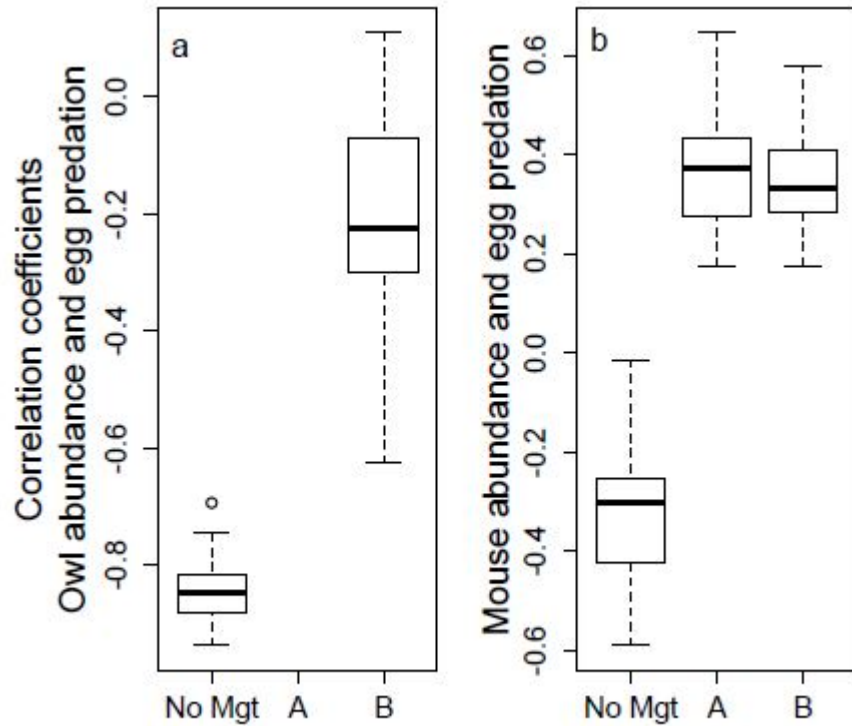 Correlation coefficients
Owl abundance and egg predation
a
0.0
-0.2
-0.4
-0.6
-0.8
No Mgt A B
Mouse abundance and egg predation
b
0.6
0.4
0.2
0.0
-0.2
-0.4
-0.6
No Mgt A B